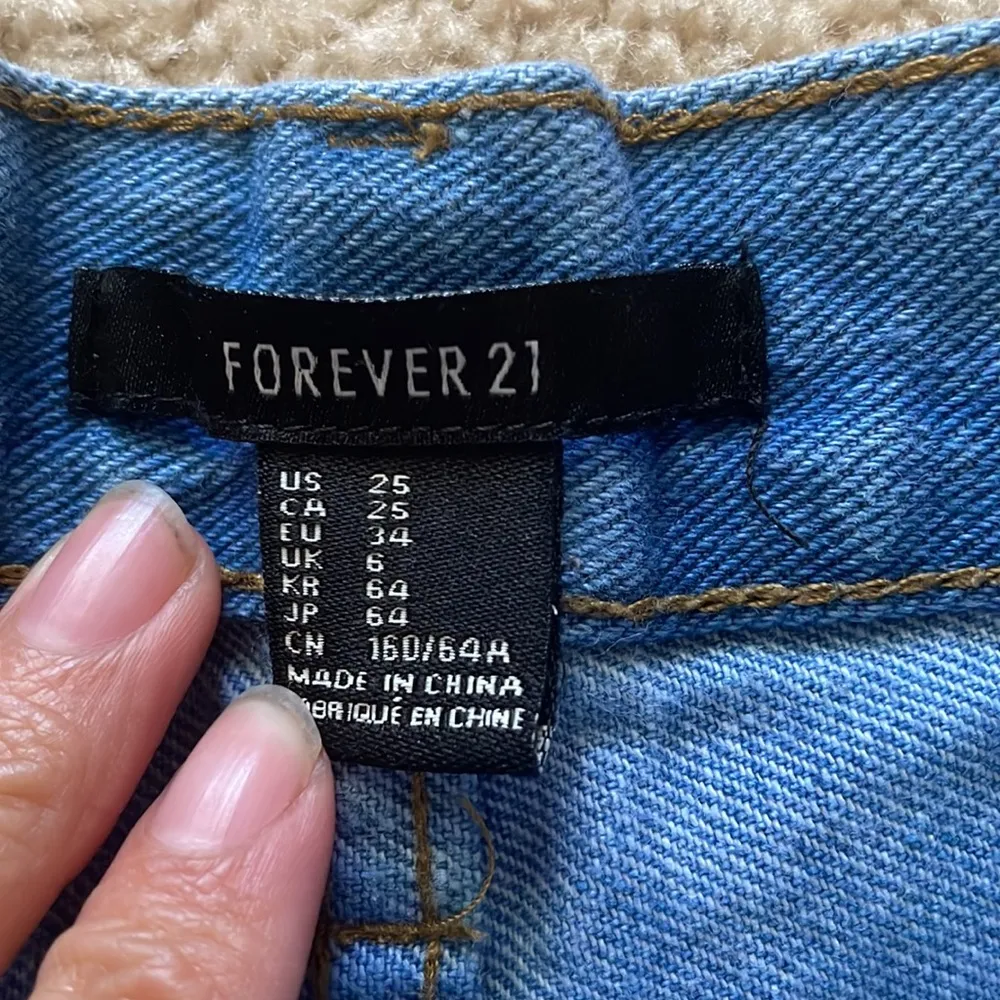 FOREVER 21
US 25
CA 25
EU 34
UK 6
KR 64
JP 64
CN 160/64A
MADE IN CHINA
EN CHINE